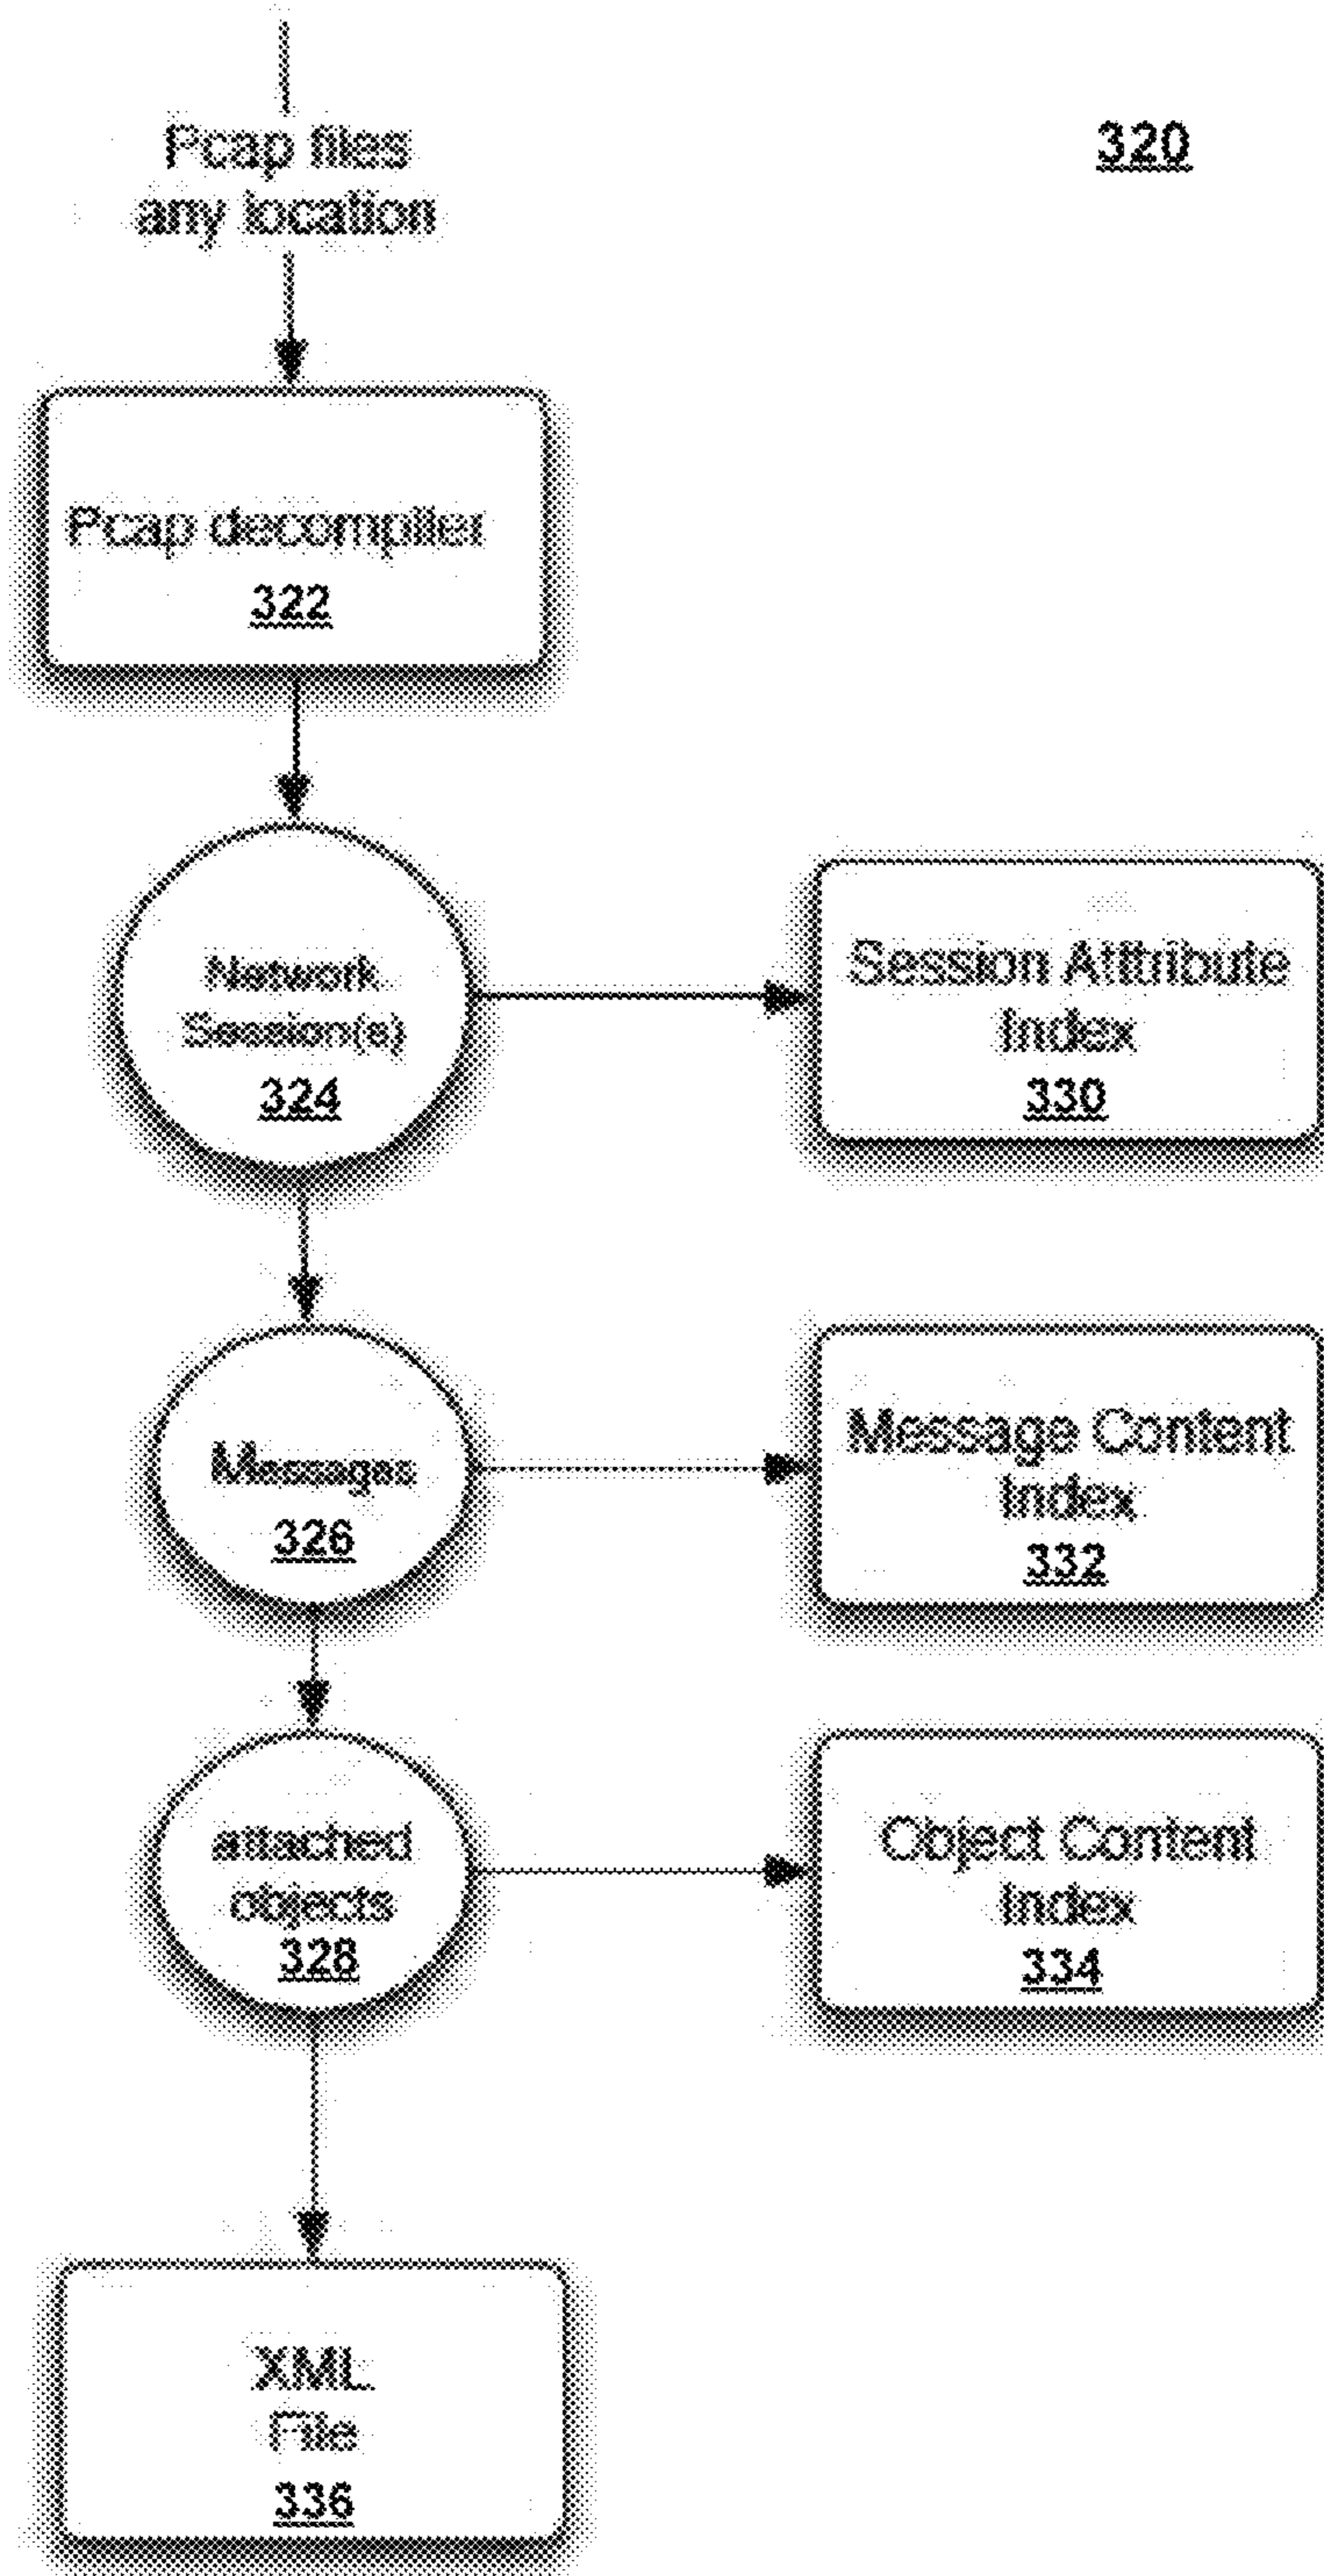 Pcap files
any location
320
Pcap decompiler
322
Network
Session(s)
324
Session Attribute
Index
330
Messages
326
Message Content
Index
332
attached
objects
328
Object Content
Index
334
XML
File
336